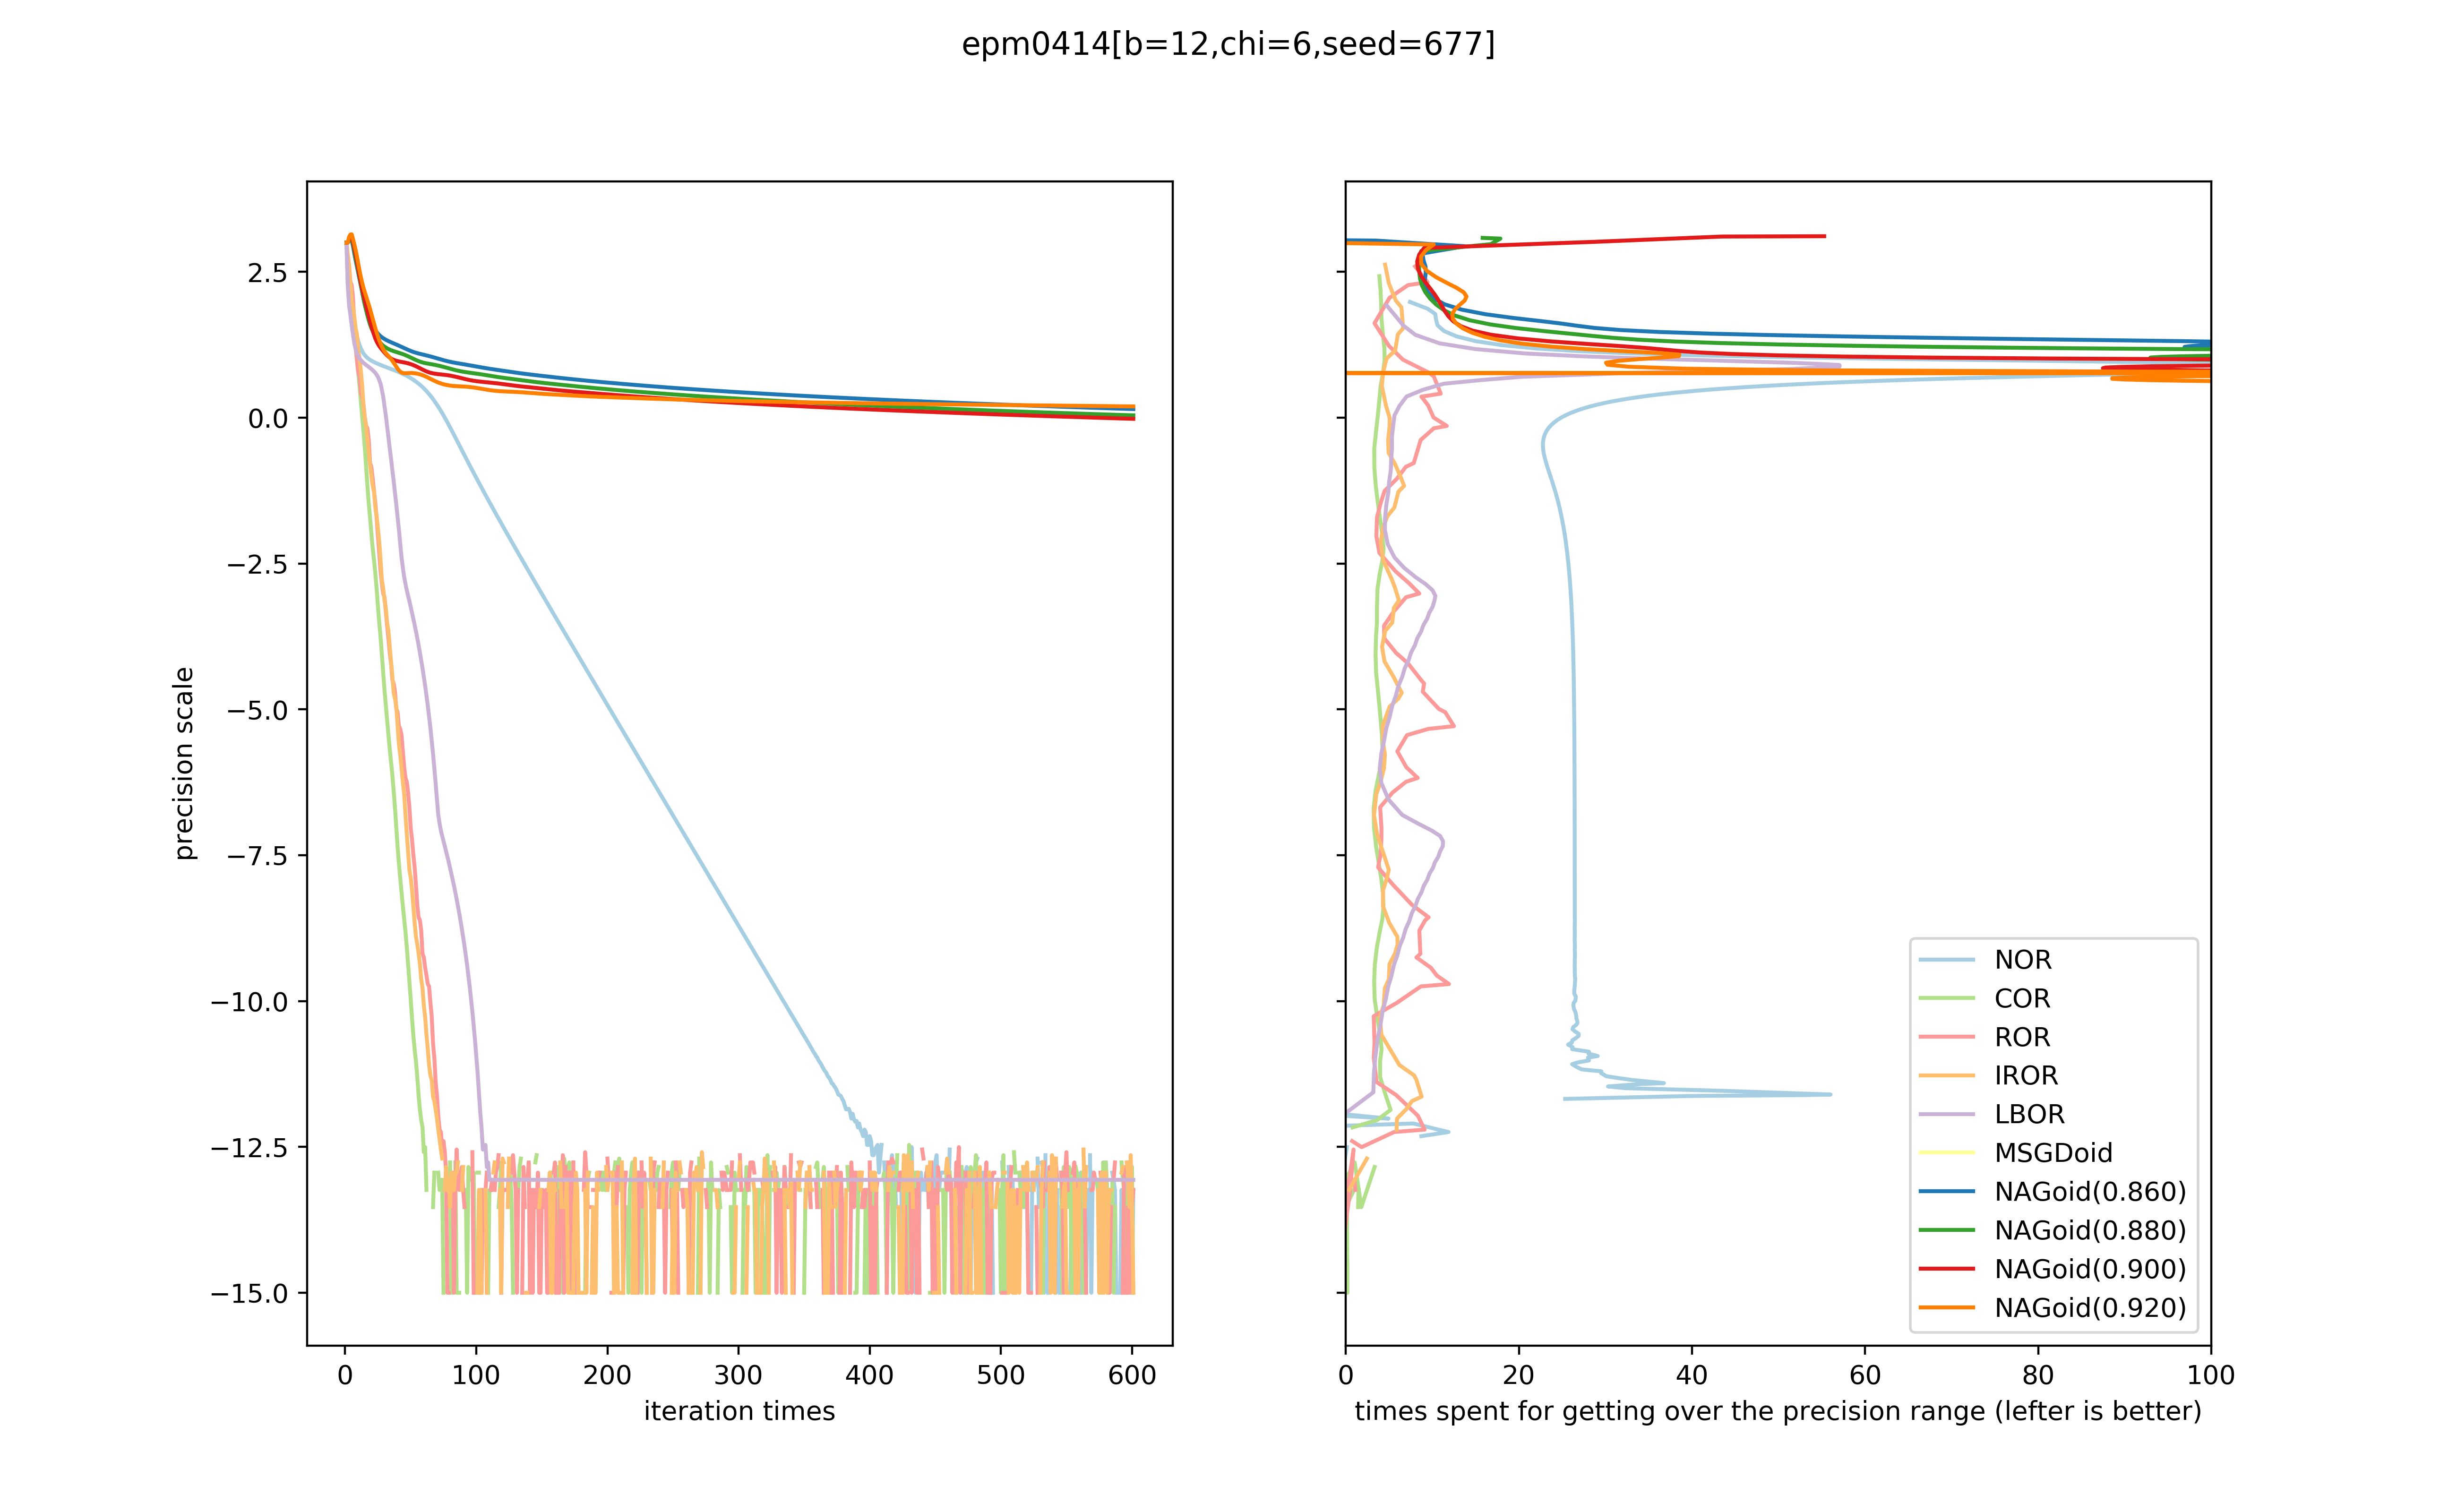 epm0414[b=12,chi=6,seed=677]
precision scale
2.5
0.0
−2.5
−5.0
−7.5
−10.0
−12.5
−15.0
0 100 200 300 400 500 600
iteration times
0 20 40 60 80 100
times spent for getting over the precision range (lefter is better)
NOR
COR
ROR
IROR
LBOR
MSGDoid
NAGoid(0.860)
NAGoid(0.880)
NAGoid(0.900)
NAGoid(0.920)